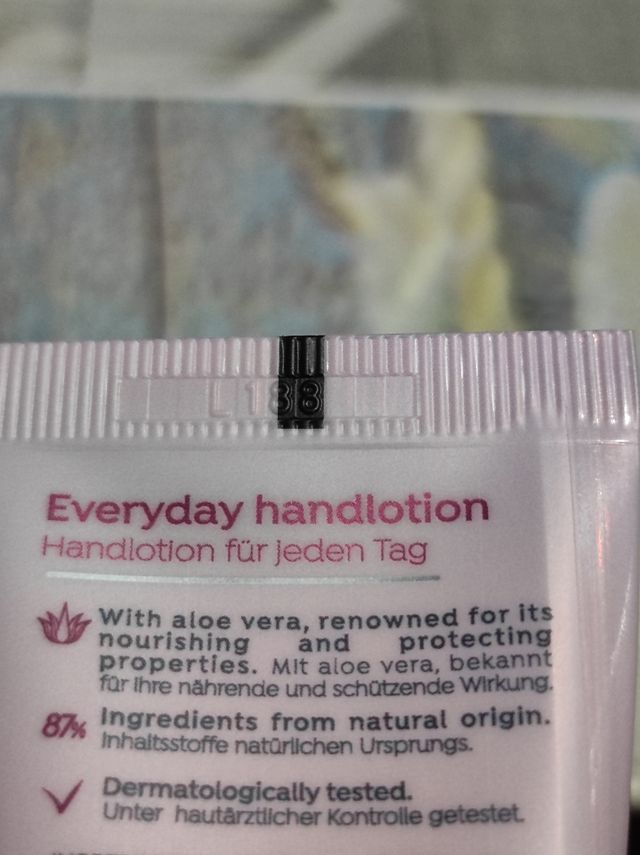 L188
Everyday handlotion
Handlotion für jeden Tag
With aloe vera, renowned for its
nourishing and protecting
properties. Mit aloe vera, bekannt
für ihre nährende und schützende Wirkung.
87% Ingredients from natural origin.
Inhaltsstoffe natürlichen Ursprungs.
Dermatologically tested.
Unter hautärztlicher Kontrolle getestet.